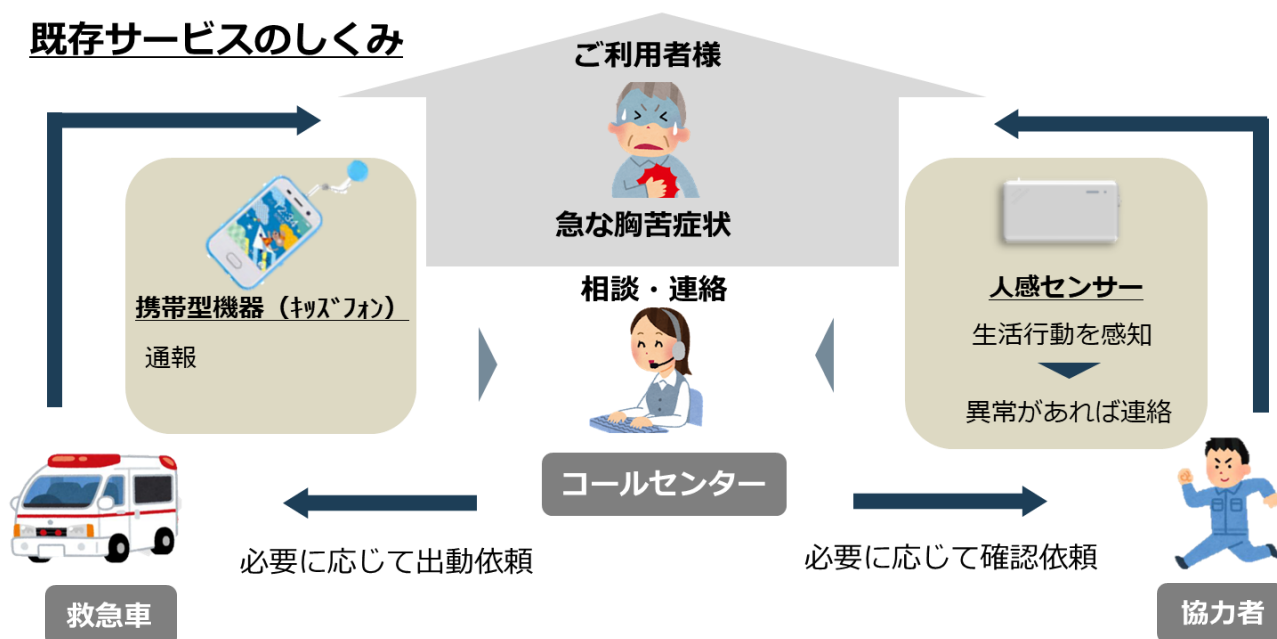 既存サービスのしくみ
ご利用者様
急な胸苦症状
携帯型機器（ｷｯｽﾞﾌｫﾝ）
通報
相談・連絡
コールセンター
人感センサー
生活行動を感知
異常があれば連絡
必要に応じて出動依頼
必要に応じて確認依頼
救急車
協力者